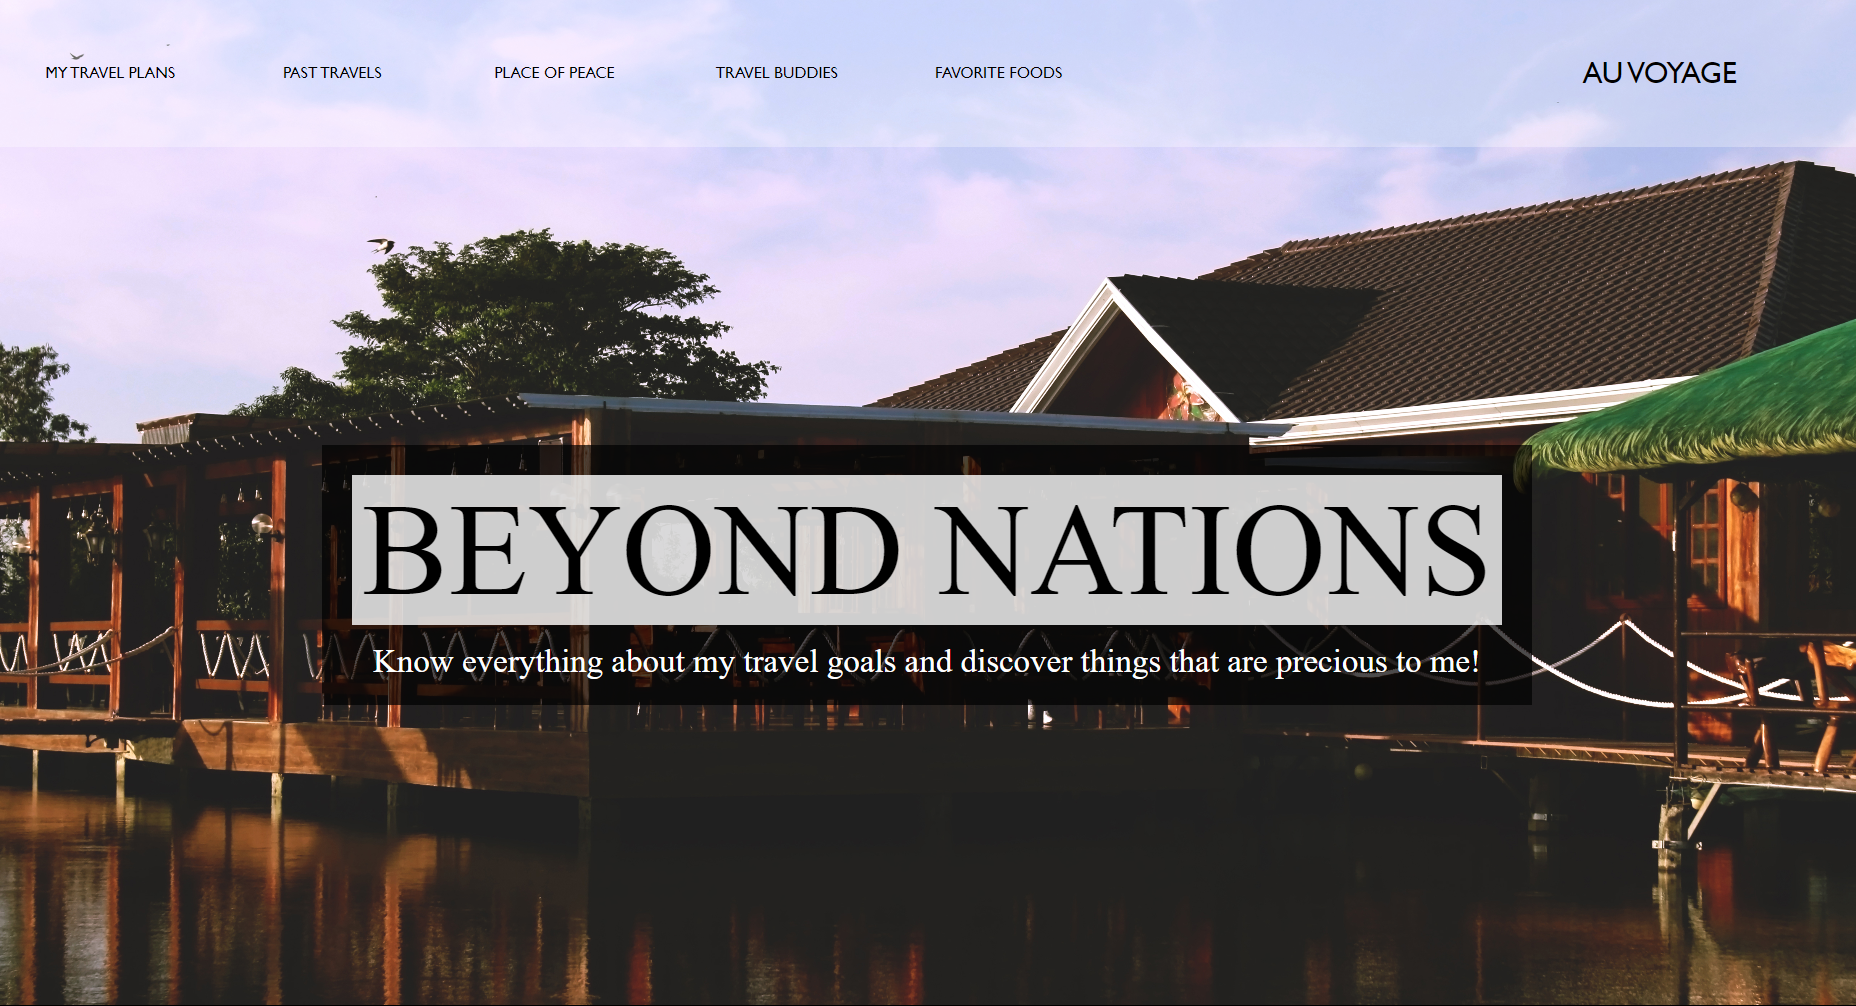 MY TRAVEL PLANS
PAST TRAVELS
PLACE OF PEACE
TRAVEL BUDDIES
FAVORITE FOODS
AU VOYAGE
BEYOND NATIONS
Know everything about my travel goals and discover things that are precious to me!